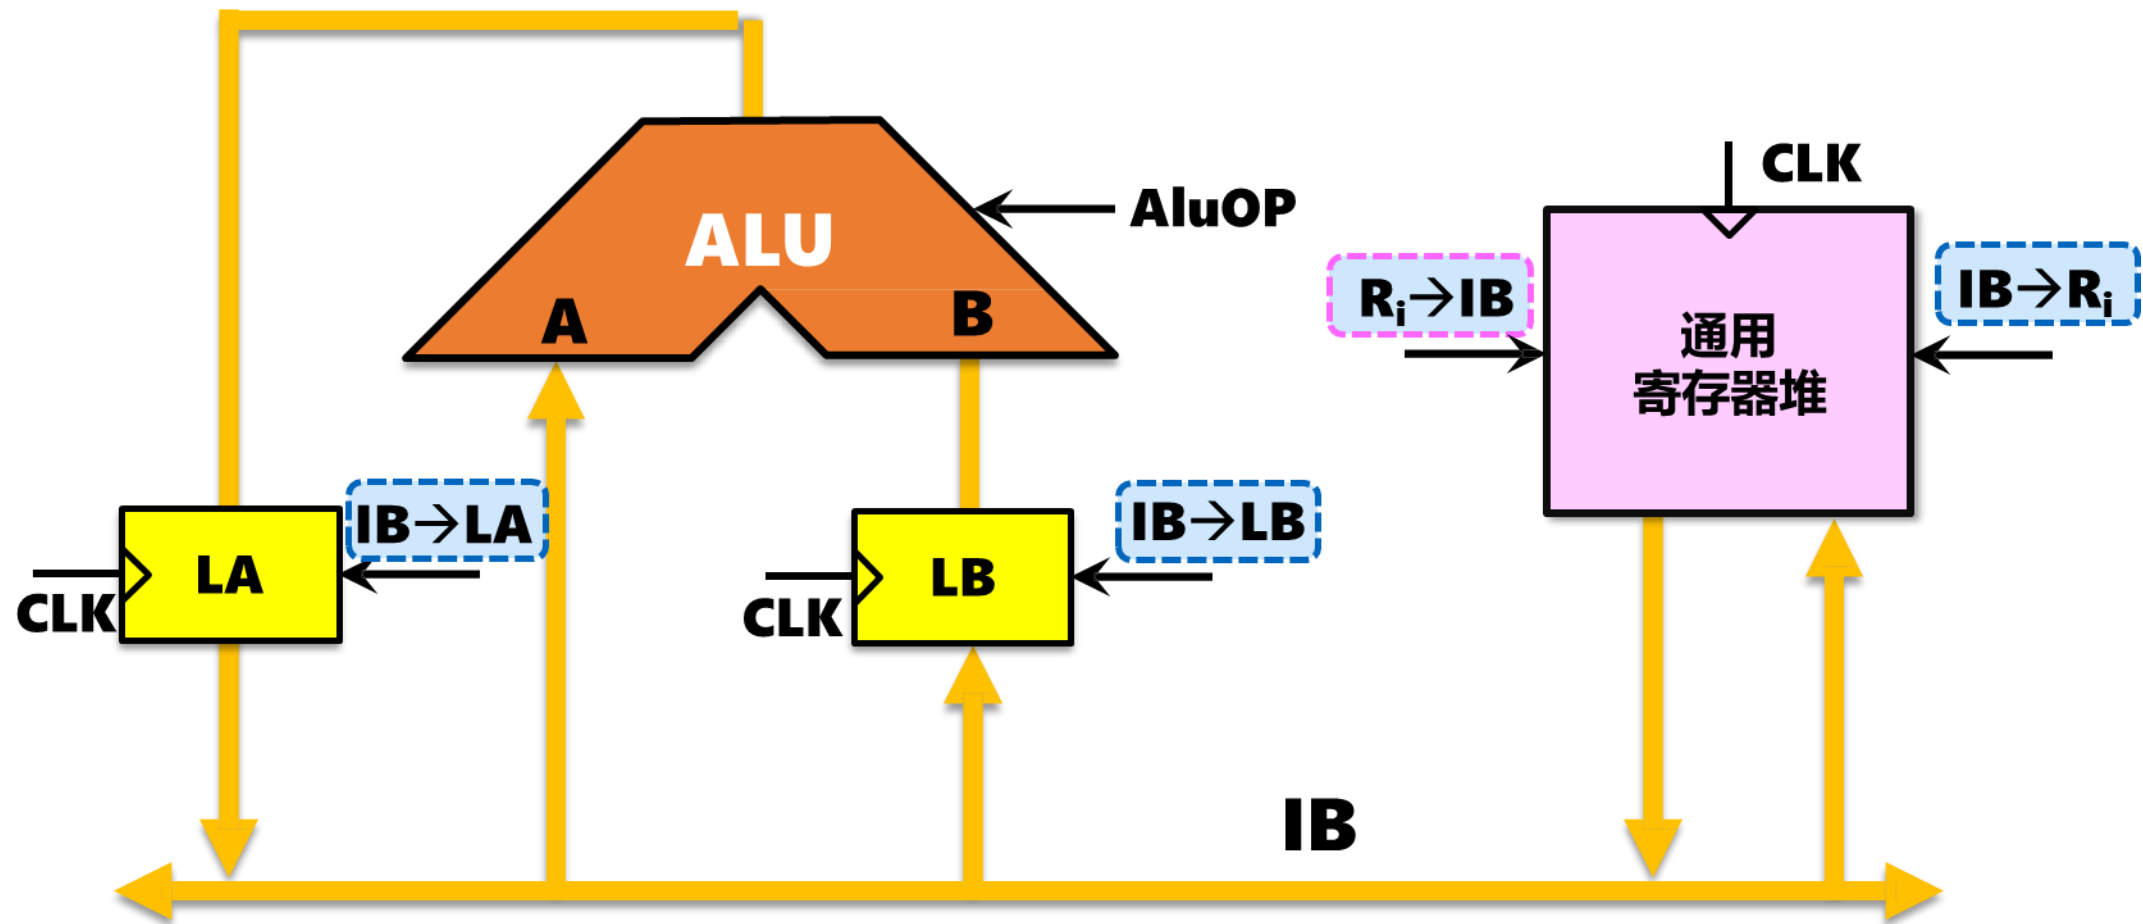 CLK
AluOP
ALU
Rᵢ→IB
IB→Rᵢ
A
B
通用
寄存器堆
IB→LA
IB→LB
LA
LB
CLK
CLK
IB